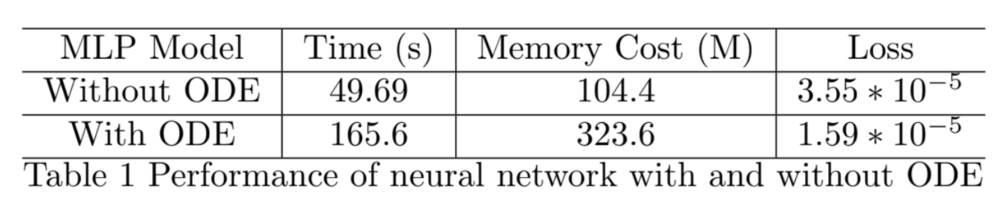 MLP Model Time (s) Memory Cost (M) Loss
Without ODE 49.69 104.4 3.55 ∗ 10⁻⁵
With ODE 165.6 323.6 1.59 ∗ 10⁻⁵
Table 1 Performance of neural network with and without ODE